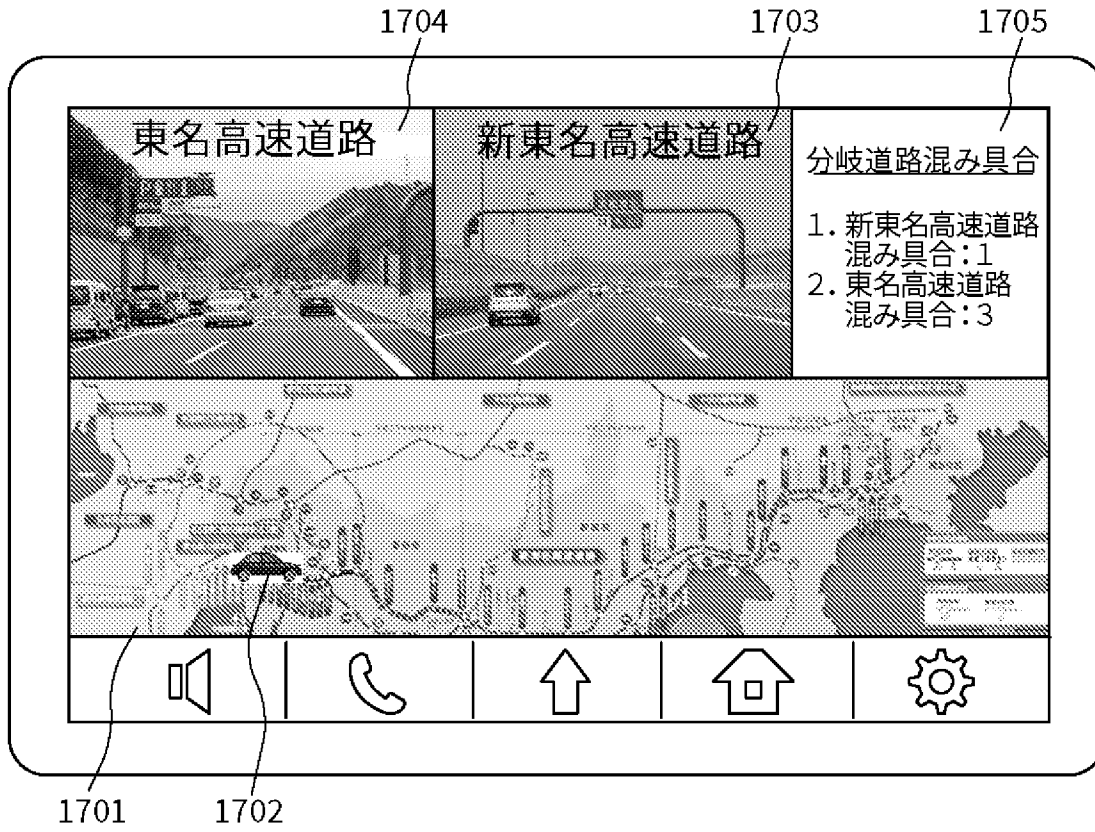 1704
1703
1705
東名高速道路
新東名高速道路
分岐道路混み具合
1. 新東名高速道路
混み具合:1
2. 東名高速道路
混み具合:3
1701
1702